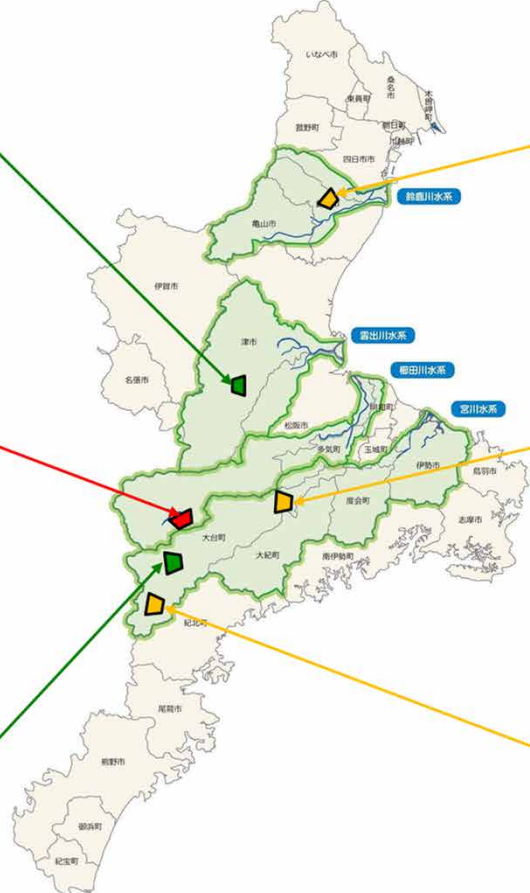 いなべ市
桑名市
木曽岬町
東員町
菰野町
朝日町
川越町
四日市市
鈴鹿川水系
亀山市
伊賀市
雲出川水系
津市
櫛田川水系
名張市
明和町
宮川水系
松阪市
多気町
玉城町
伊勢市
鳥羽市
度会町
志摩市
大台町
大紀町
南伊勢町
紀北町
尾鷲市
熊野市
御浜町
紀宝町